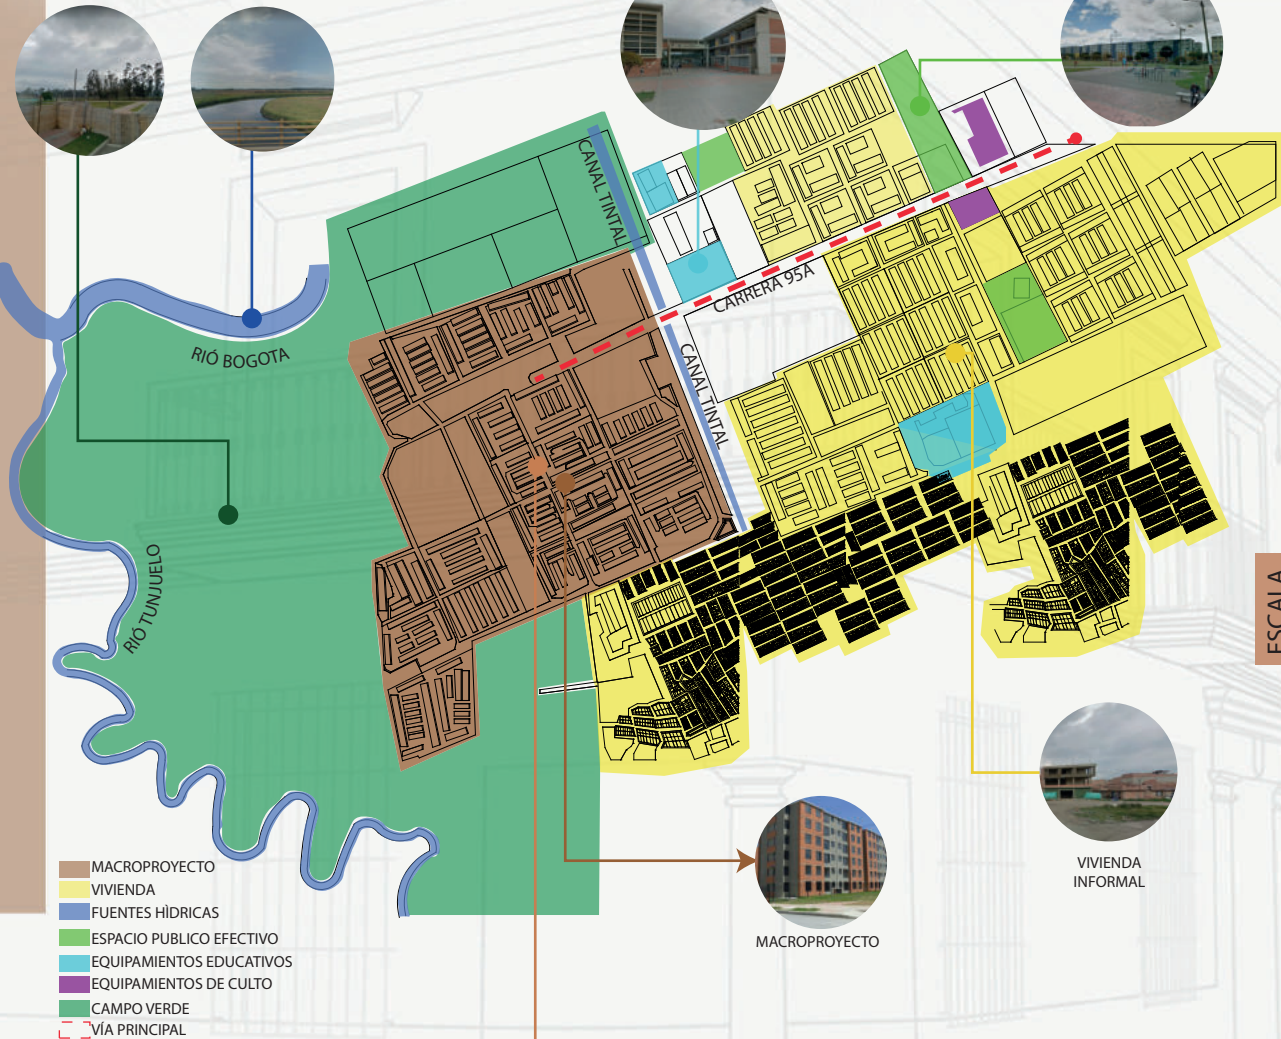 CANAL TINTAL
CARRERA 95A
RIÓ BOGOTA
CANAL TINTAL
RIÓ TUNJUELO
ESCALA
MACROPROYECTO
VIVIENDA
FUENTES HÌDRICAS
ESPACIO PUBLICO EFECTIVO
EQUIPAMIENTOS EDUCATIVOS
EQUIPAMIENTOS DE CULTO
CAMPO VERDE
VÍA PRINCIPAL
MACROPROYECTO
VIVIENDA
INFORMAL